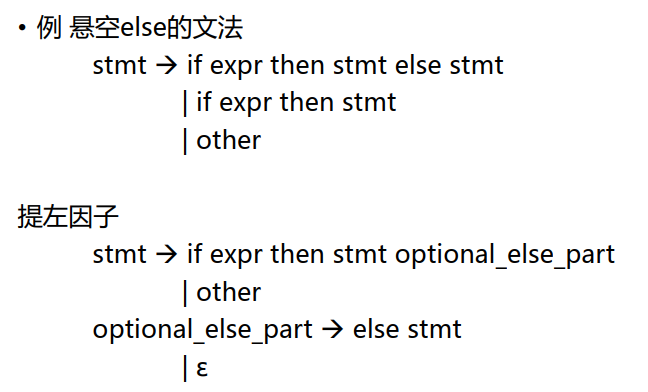 • 例 悬空else的文法
stmt → if expr then stmt else stmt
| if expr then stmt
| other
提左因子
stmt → if expr then stmt optional_else_part
| other
optional_else_part → else stmt
| ε